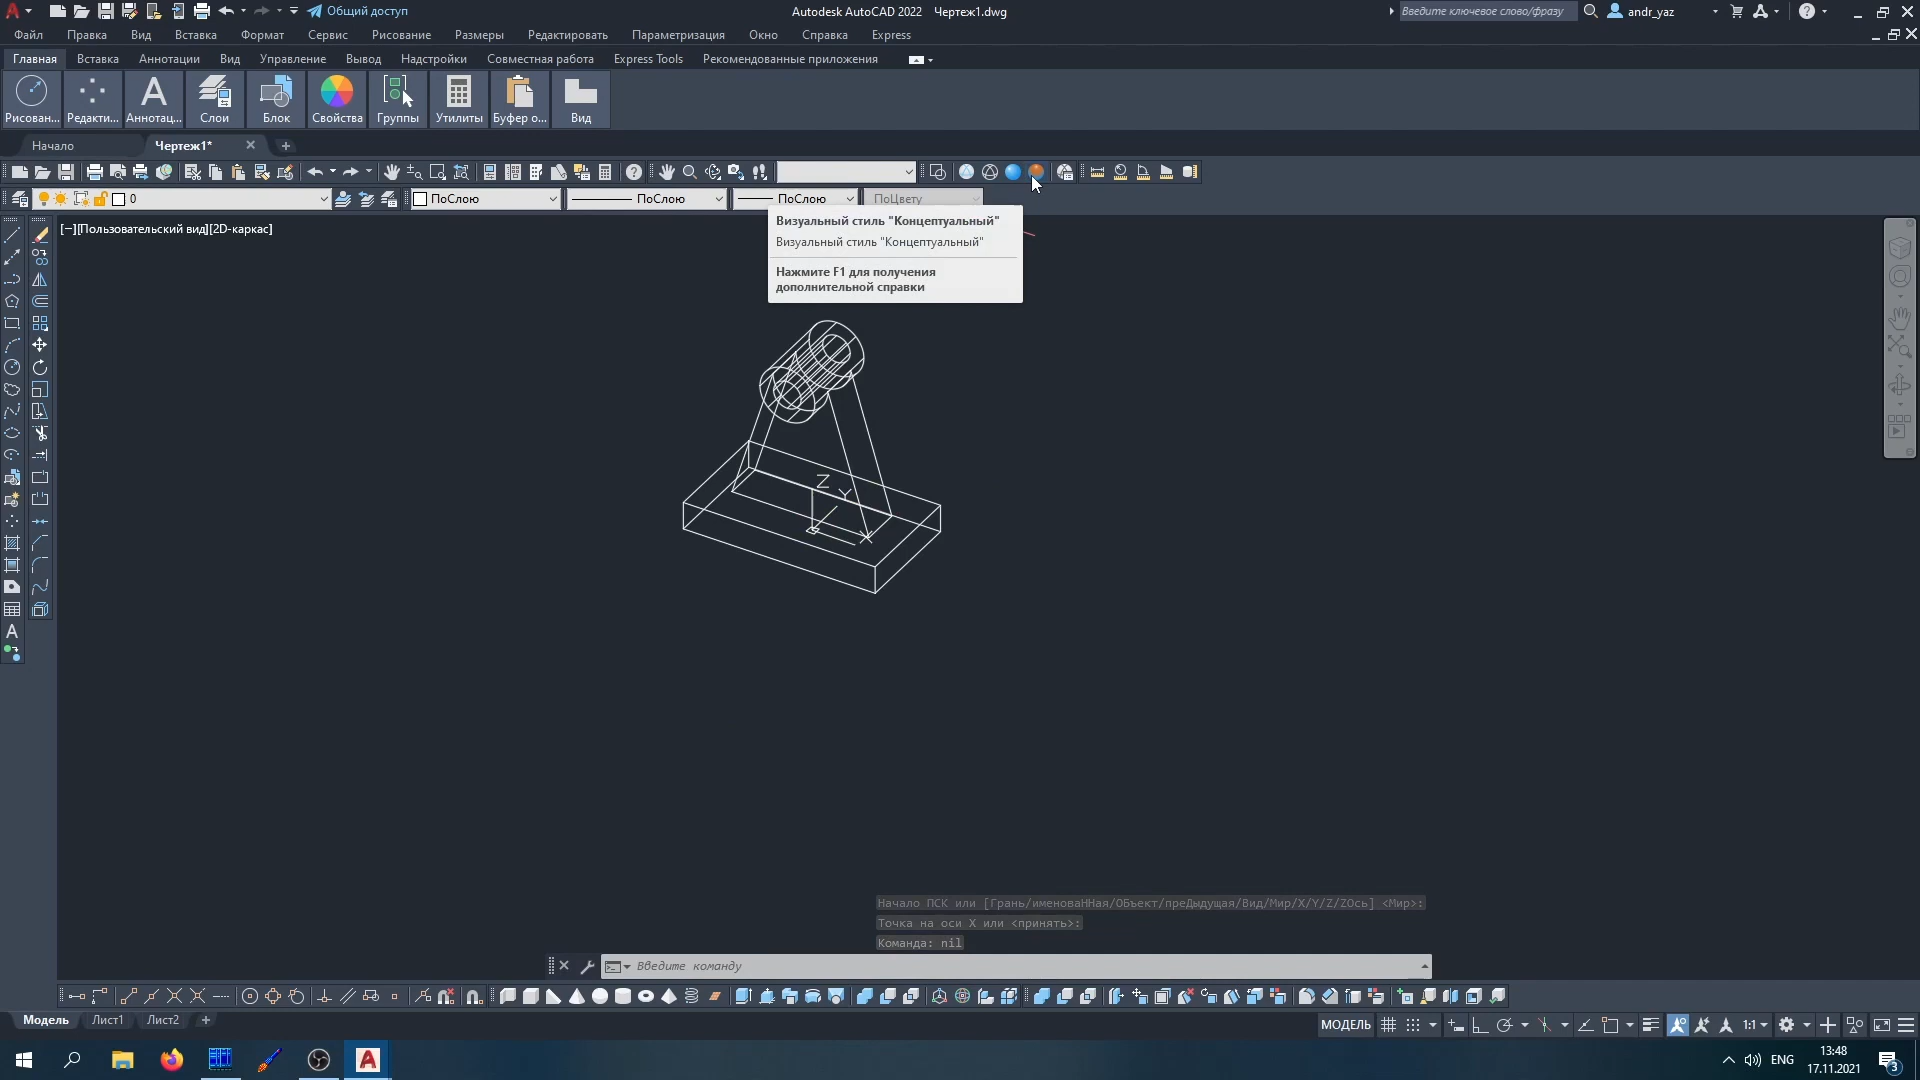 Общий доступ
Autodesk AutoCAD 2022 Чертеж1.dwg
Введите ключевое слово/фразу
andr_yaz
Файл Правка Вид Вставка Формат Сервис Рисование Размеры Редактировать Параметризация Окно Справка Express
Главная Вставка Аннотации Вид Управление Вывод Надстройки Совместная работа Express Tools Рекомендованные приложения
Рисован... Редакти... Аннотац... Слои Блок Свойства Группы Утилиты Буфер о... Вид
Начало Чертеж1*
0 ПоСлою ПоСлою ПоСлою ПоЦвету
[−][Пользовательский вид][2D-каркас]
Визуальный стиль "Концептуальный"
Визуальный стиль "Концептуальный"
Нажмите F1 для получения
дополнительной справки
Z
Y
X
Начало ПСК или [Грань/именоваННая/ОБъект/преДыдущая/Вид/Мир/X/Y/Z/ZОсь] <Мир>:
Точка на оси X или <принять>:
Команда: nil
Введите команду
Модель Лист1 Лист2
МОДЕЛЬ 1:1
ENG
13:48
17.11.2021
3